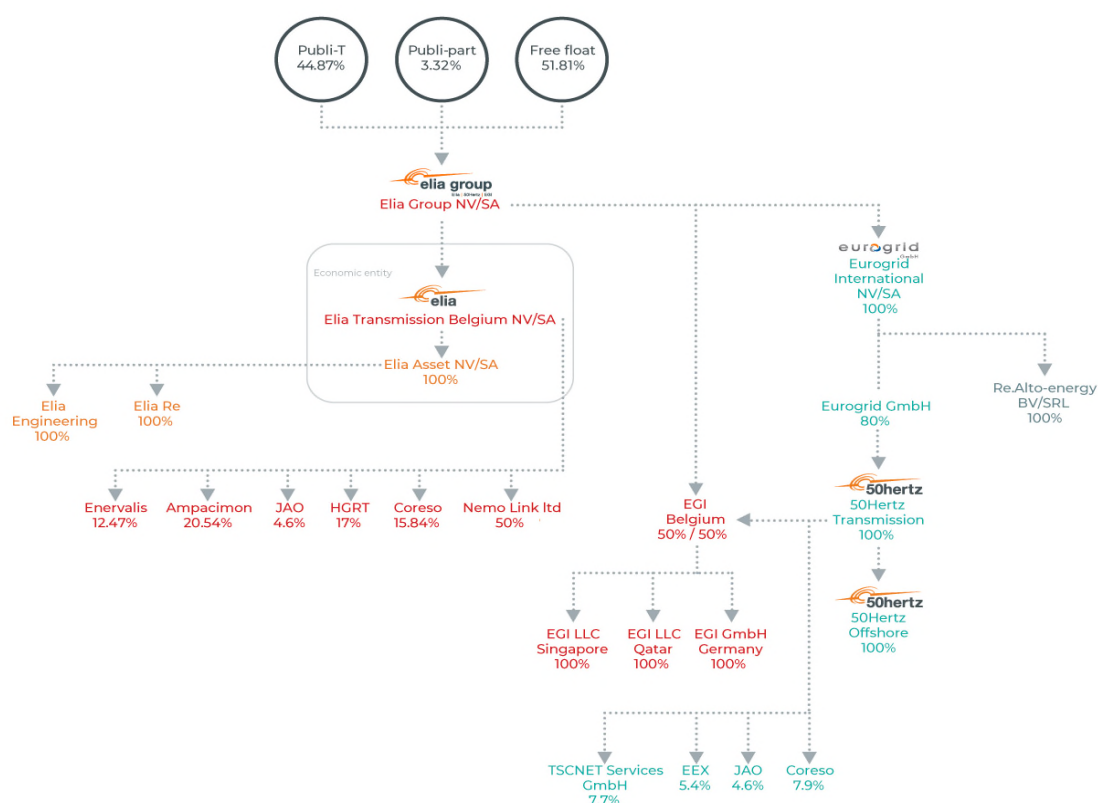 Publi-T
44.87%
Publi-part
3.32%
Free float
51.81%
elia group
Elia Group NV/SA
eurogrid
GmbH
Eurogrid
International
NV/SA
100%
Economic entity
elia
Elia Transmission Belgium NV/SA
Elia Asset NV/SA
100%
Elia
Engineering
100%
Elia Re
100%
Eurogrid GmbH
80%
Re.Alto-energy
BV/SRL
100%
Enervalis
12.47%
Ampacimon
20.54%
JAO
4.6%
HGRT
17%
Coreso
15.84%
Nemo Link ltd
50%
EGI
Belgium
50% / 50%
50hertz
50Hertz
Transmission
100%
50hertz
50Hertz
Offshore
100%
EGI LLC
Singapore
100%
EGI LLC
Qatar
100%
EGI GmbH
Germany
100%
TSCNET Services
GmbH
7.7%
EEX
5.4%
JAO
4.6%
Coreso
7.9%